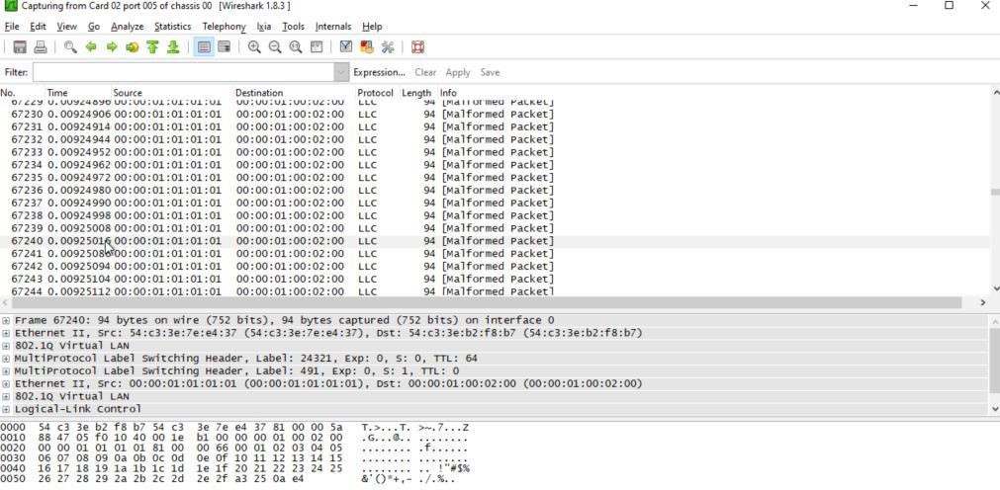 Capturing from Card 02 port 005 of chassis 00 [Wireshark 1.8.3 ]
File Edit View Go Analyze Statistics Telephony Ixia Tools Internals Help
Filter: Expression... Clear Apply Save
No. Time Source Destination Protocol Length Info
67229 0.00924896 00:00:01:01:01:01 00:00:01:00:02:00 LLC 94 [Malformed Packet]
67230 0.00924906 00:00:01:01:01:01 00:00:01:00:02:00 LLC 94 [Malformed Packet]
67231 0.00924914 00:00:01:01:01:01 00:00:01:00:02:00 LLC 94 [Malformed Packet]
67232 0.00924944 00:00:01:01:01:01 00:00:01:00:02:00 LLC 94 [Malformed Packet]
67233 0.00924952 00:00:01:01:01:01 00:00:01:00:02:00 LLC 94 [Malformed Packet]
67234 0.00924962 00:00:01:01:01:01 00:00:01:00:02:00 LLC 94 [Malformed Packet]
67235 0.00924972 00:00:01:01:01:01 00:00:01:00:02:00 LLC 94 [Malformed Packet]
67236 0.00924980 00:00:01:01:01:01 00:00:01:00:02:00 LLC 94 [Malformed Packet]
67237 0.00924990 00:00:01:01:01:01 00:00:01:00:02:00 LLC 94 [Malformed Packet]
67238 0.00924998 00:00:01:01:01:01 00:00:01:00:02:00 LLC 94 [Malformed Packet]
67239 0.00925008 00:00:01:01:01:01 00:00:01:00:02:00 LLC 94 [Malformed Packet]
67240 0.00925016 00:00:01:01:01:01 00:00:01:00:02:00 LLC 94 [Malformed Packet]
67241 00:00:01:01:01:01 00:00:01:00:02:00 LLC 94 [Malformed Packet]
67242 0.00925094 00:00:01:01:01:01 00:00:01:00:02:00 LLC 94 [Malformed Packet]
67243 0.00925104 00:00:01:01:01:01 00:00:01:00:02:00 LLC 94 [Malformed Packet]
67244 0.00925112 00:00:01:01:01:01 00:00:01:00:02:00 LLC 94 [Malformed Packet]
Frame 67240: 94 bytes on wire (752 bits), 94 bytes captured (752 bits) on interface 0
Ethernet II, Src: 54:c3:3e:7e:e4:37 (54:c3:3e:7e:e4:37), Dst: 54:c3:3e:b2:f8:b7 (54:c3:3e:b2:f8:b7)
802.1Q Virtual LAN
MultiProtocol Label Switching Header, Label: 24321, Exp: 0, S: 0, TTL: 64
MultiProtocol Label Switching Header, Label: 491, Exp: 0, S: 1, TTL: 0
Ethernet II, Src: 00:00:01:01:01:01 (00:00:01:01:01:01), Dst: 00:00:01:00:02:00 (00:00:01:00:02:00)
802.1Q Virtual LAN
Logical-Link Control
0000 54 c3 3e b2 f8 b7 54 c3 3e 7e e4 37 81 00 00 5a T.>...T. >~.7...Z
0010 88 47 05 f0 10 40 00 1e b1 00 00 00 01 00 02 00 .G...@.. ........
0020 00 00 01 01 01 01 81 00 00 66 00 01 02 03 04 05 ........ .f......
0030 06 07 08 09 0a 0b 0c 0d 0e 0f 10 11 12 13 14 15 ........ ........
0040 16 17 18 19 1a 1b 1c 1d 1e 1f 20 21 22 23 24 25 ........ .. !"#$%
0050 26 27 28 29 2a 2b 2c 2d 2e 2f a3 25 0a e4 &'()*+,- ./.%..